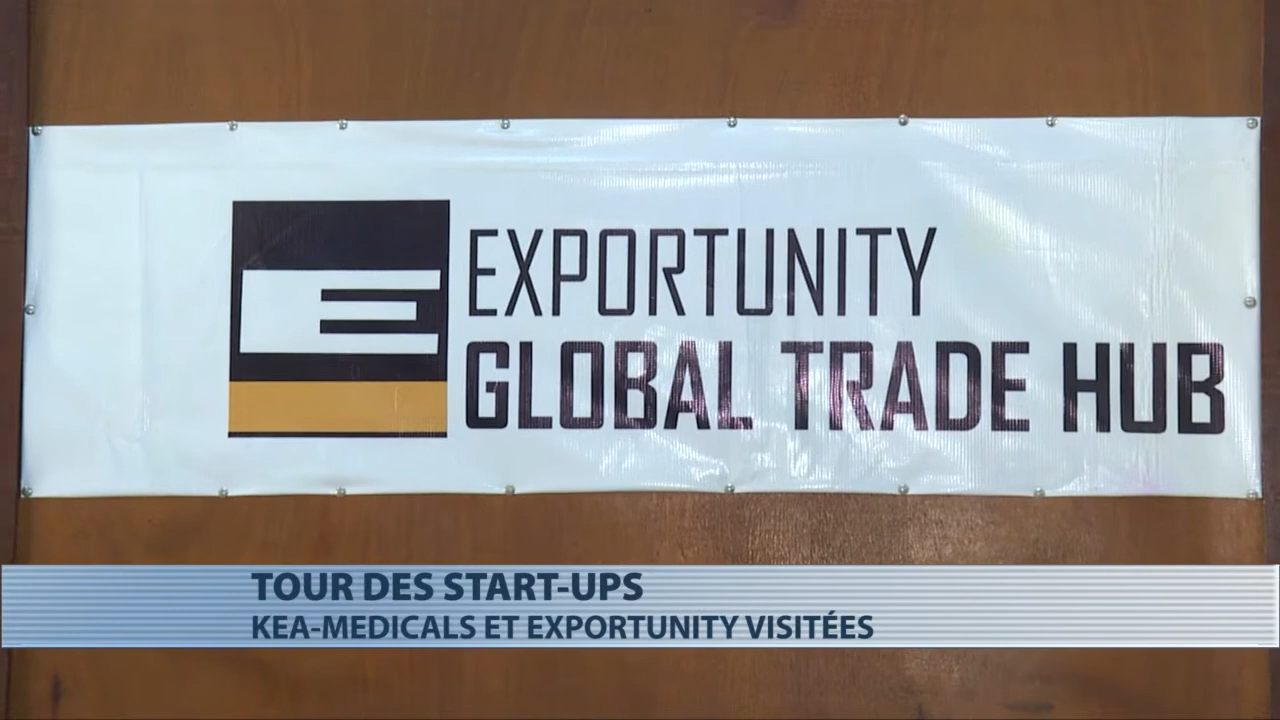 EXPORTUNITY
GLOBAL TRADE HUB
TOUR DES START-UPS
KEA-MEDICALS ET EXPORTUNITY VISITÉES